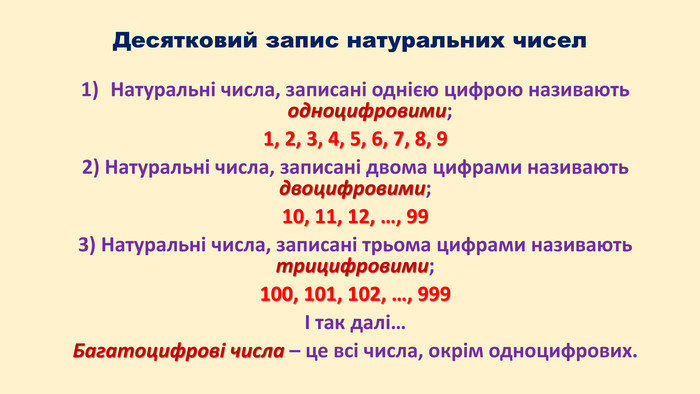 Десятковий запис натуральних чисел
1) Натуральні числа, записані однією цифрою називають
одноцифровими;
1, 2, 3, 4, 5, 6, 7, 8, 9
2) Натуральні числа, записані двома цифрами називають
двоцифровими;
10, 11, 12, …, 99
3) Натуральні числа, записані трьома цифрами називають
трицифровими;
100, 101, 102, …, 999
І так далі…
Багатоцифрові числа – це всі числа, окрім одноцифрових.